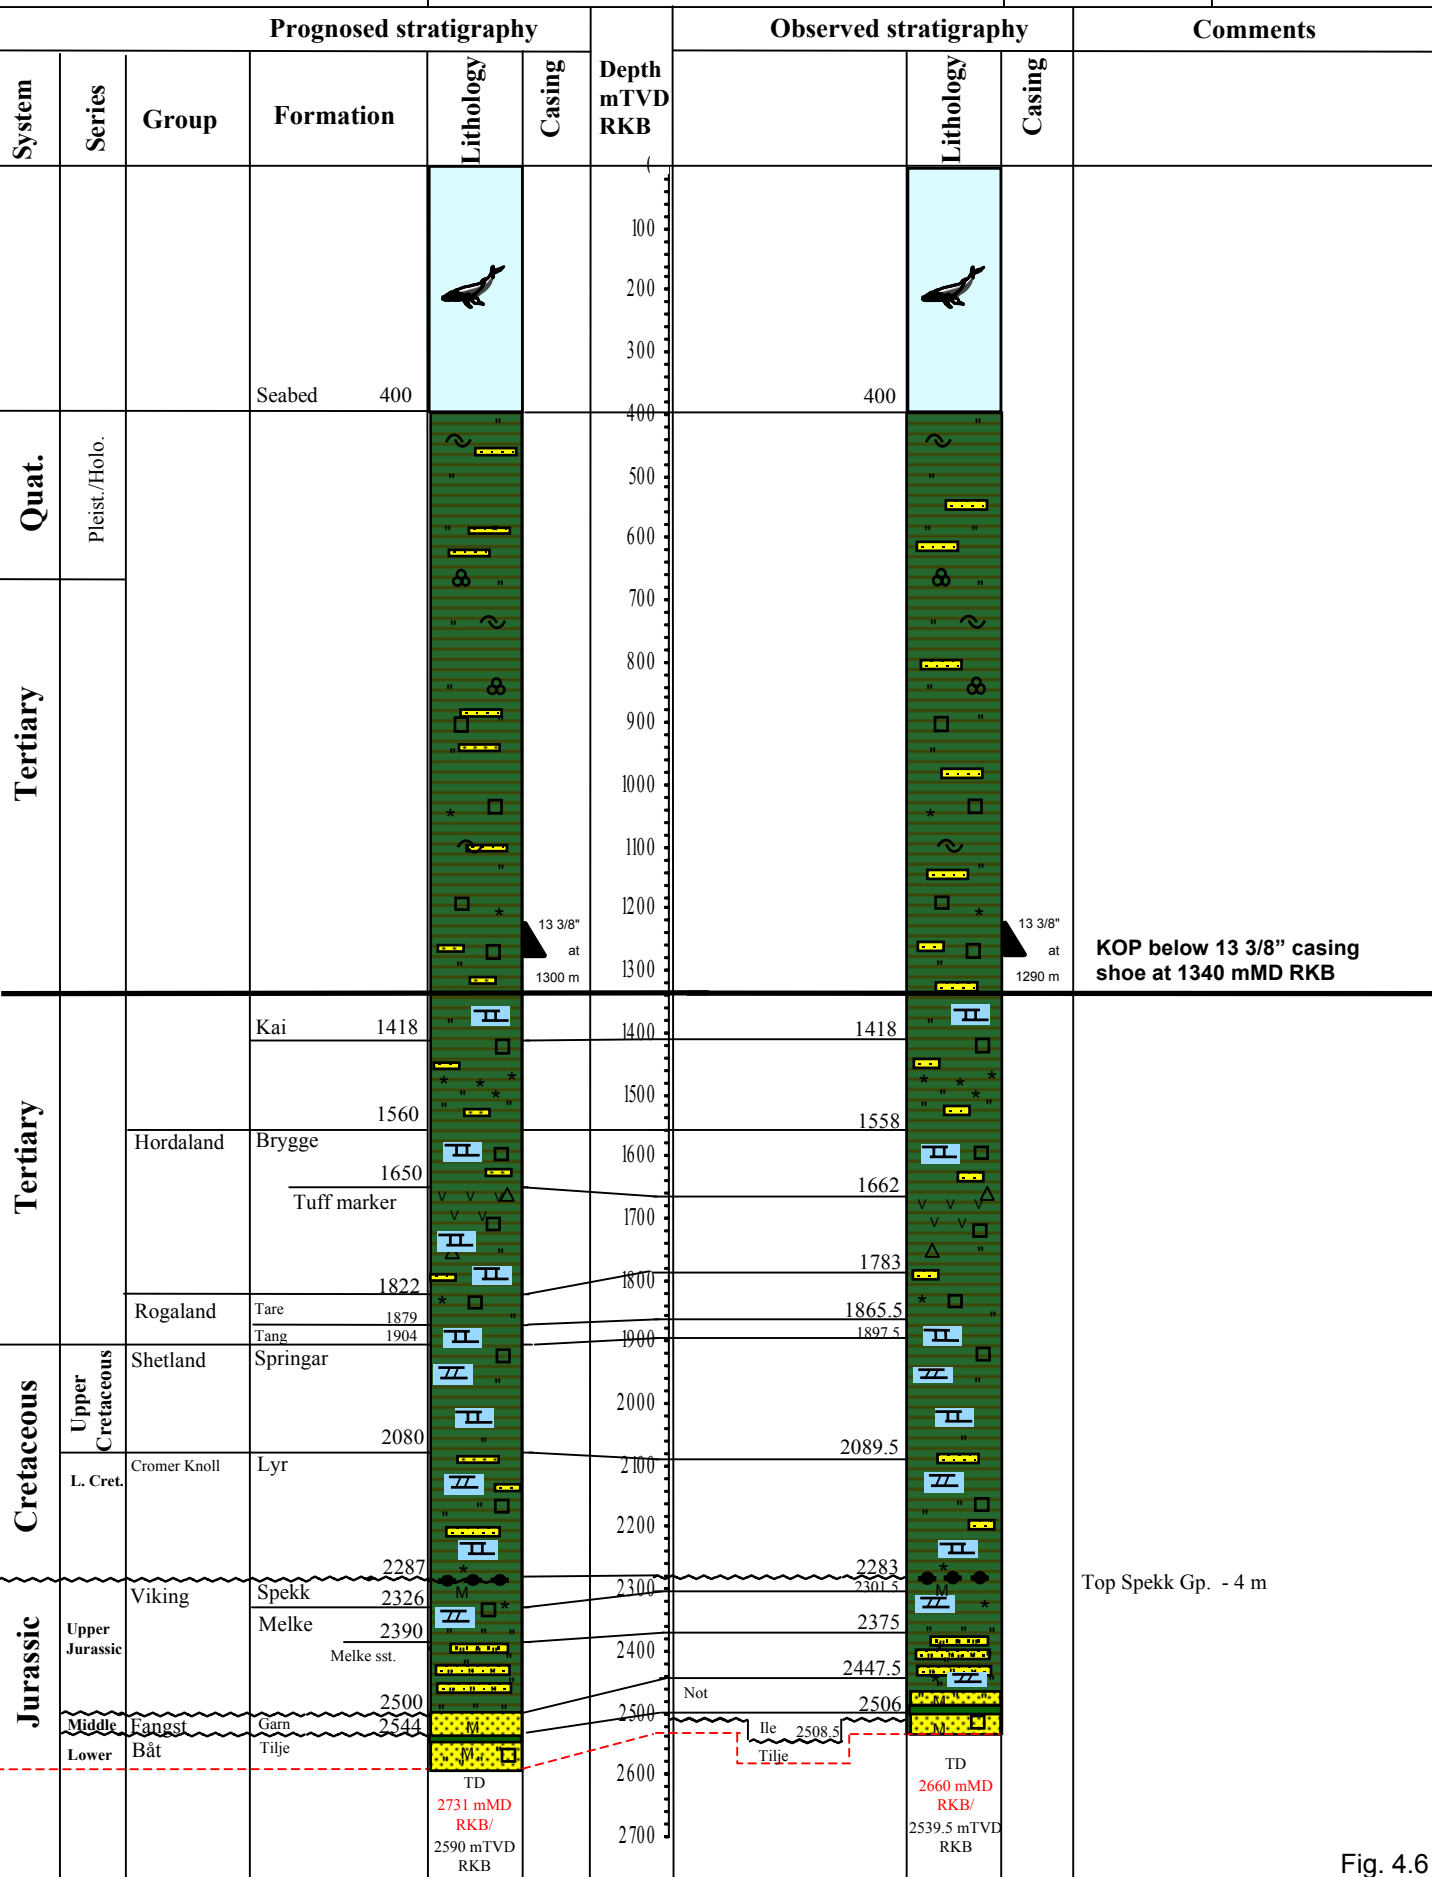 Prognosed stratigraphy
Observed stratigraphy
Comments
System
Series
Group
Formation
Lithology
Casing
Depth
mTVD
RKB
Lithology
Casing
100
200
300
Seabed 400
400
400
Quat.
Pleist./Holo.
500
600
700
Tertiary
800
900
1000
1100
1200
13 3/8"
at
1300 m
1300
13 3/8"
at
1290 m
KOP below 13 3/8” casing
shoe at 1340 mMD RKB
Tertiary
Kai 1418
1400
1418
1500
1560
1558
Hordaland
Brygge
1600
1650
1662
Tuff marker
1700
1783
1822
1800
Rogaland
Tare
1879
1865.5
Tang 1904
1900
1897.5
Cretaceous
Upper
Cretaceous
Shetland
Springar
2000
2080
2089.5
L. Cret.
Cromer Knoll
Lyr
2100
2200
2287
2283
Jurassic
Viking
Spekk
2326
2300
2301.5
M
M
Top Spekk Gp. - 4 m
Upper
Jurassic
Melke
2390
2375
Melke sst.
2400
2447.5
2500
Not
2506
M
Middle
Fangst
Garn 2544
2500
M
Ile 2508.5
M
Lower
Båt
Tilje
M
Tilje
2600
TD
2731 mMD
RKB/
2590 mTVD
RKB
2700
TD
2660 mMD
RKB/
2539.5 mTVD
RKB
Fig. 4.6